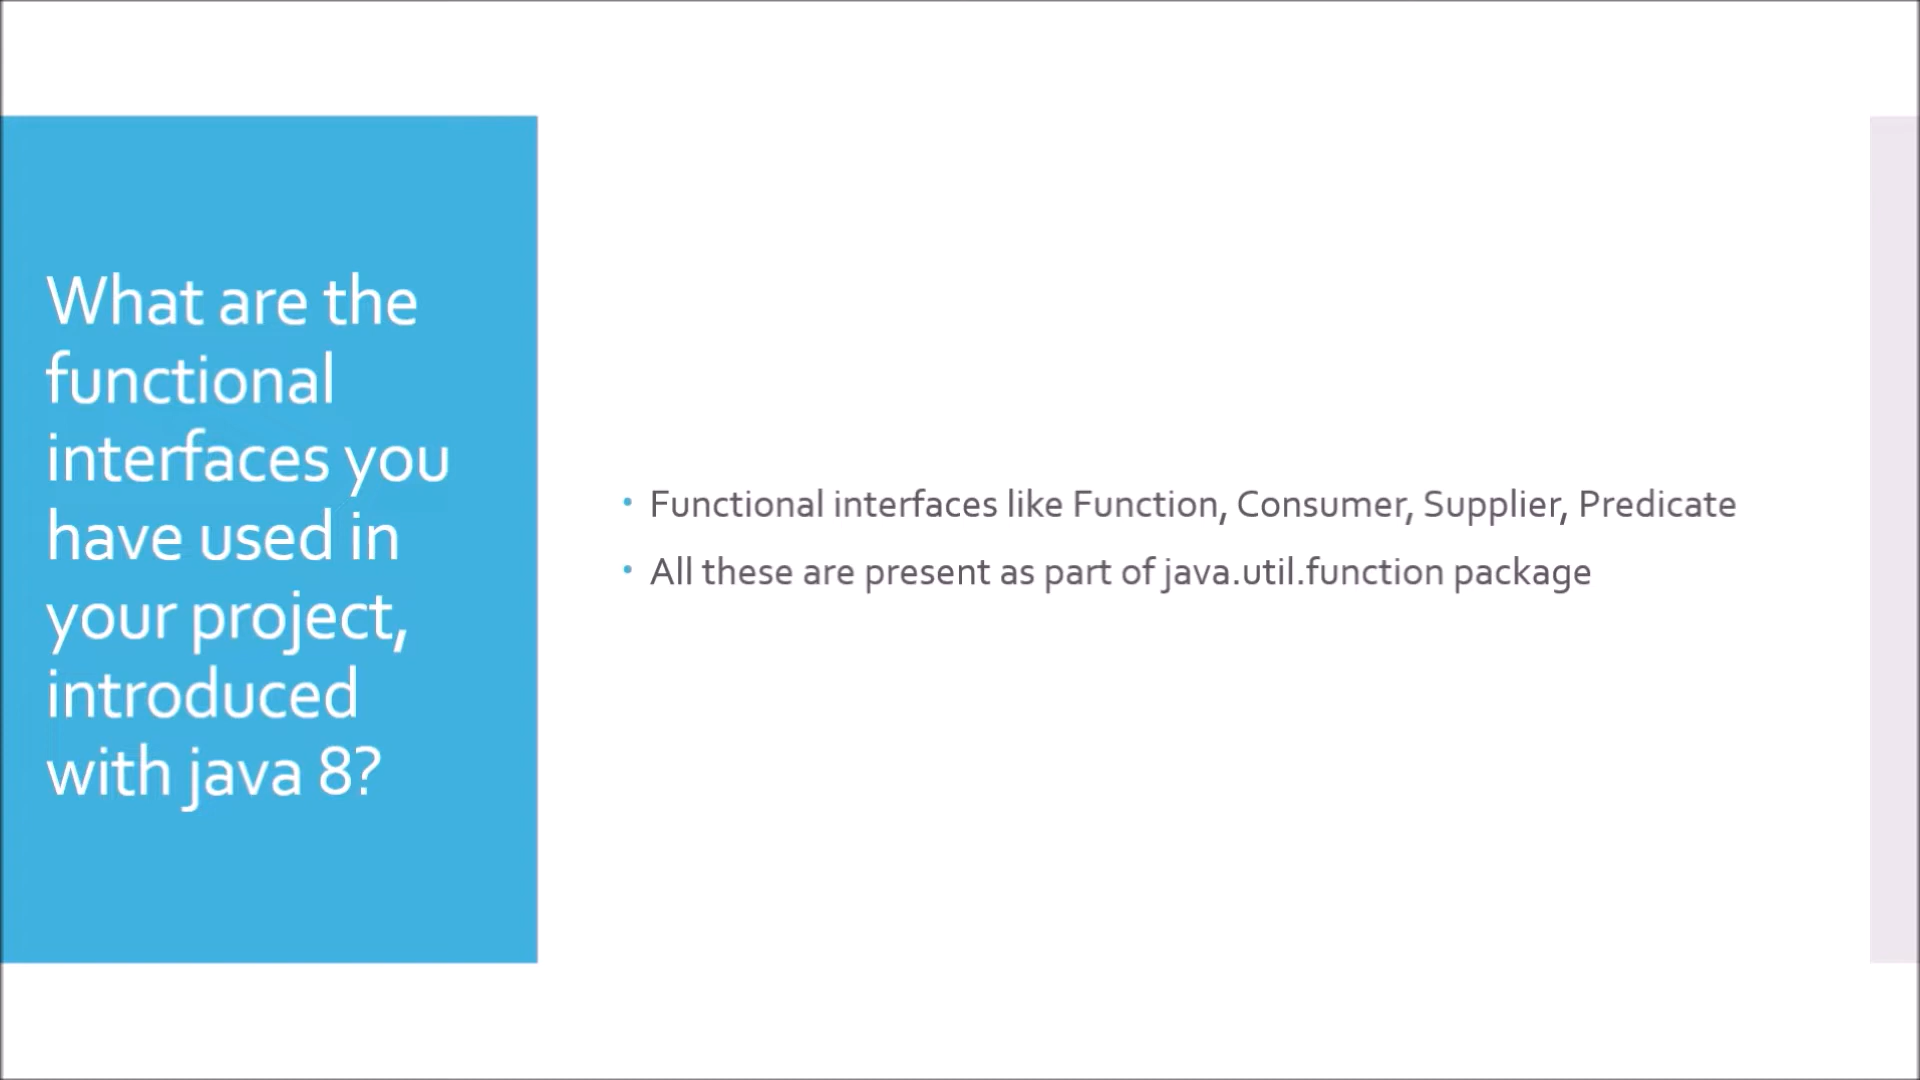 What are the
functional
interfaces you
have used in
your project,
introduced
with java 8?
• Functional interfaces like Function, Consumer, Supplier, Predicate
• All these are present as part of java.util.function package